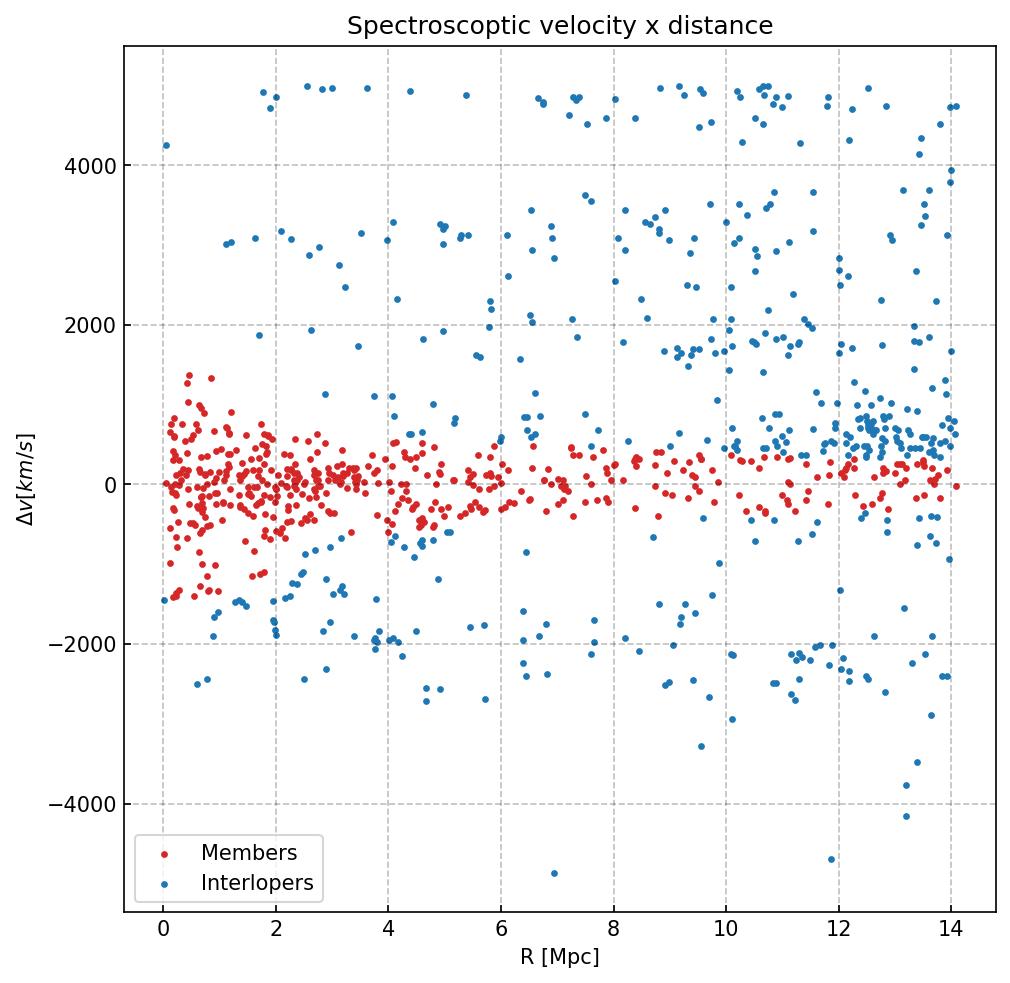 Spectroscoptic velocity x distance
Δv[km/s]
4000
2000
0
−2000
−4000
Members
Interlopers
0 2 4 6 8 10 12 14
R [Mpc]